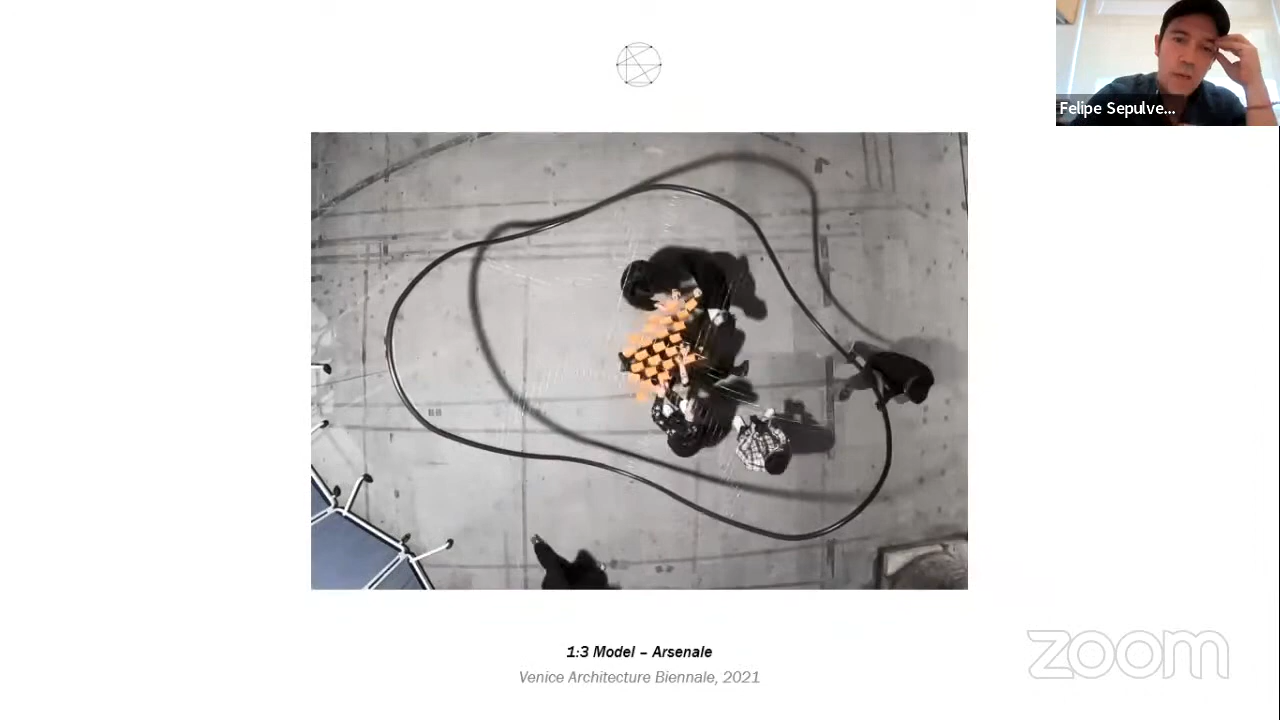 Felipe Sepulve...
1:3 Model – Arsenale
Venice Architecture Biennale, 2021
zoom